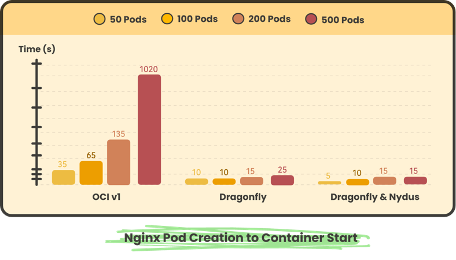 50 Pods 100 Pods 200 Pods 500 Pods
Time (s)
1020
135
65
35
10 10 15 25
5 10 15 15
OCI v1 Dragonfly Dragonfly & Nydus
Nginx Pod Creation to Container Start